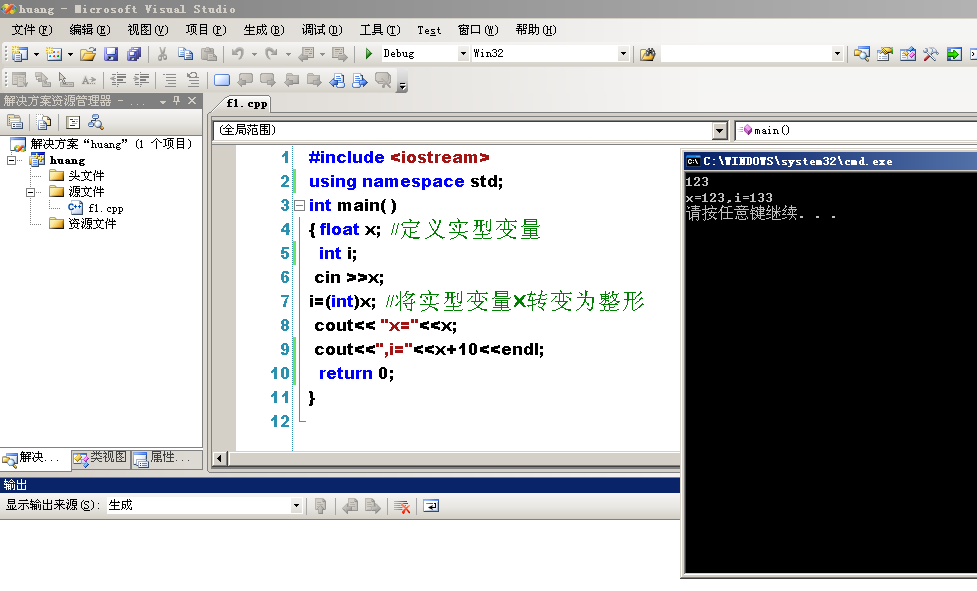 huang - Microsoft Visual Studio
文件(F) 编辑(E) 视图(V) 项目(P) 生成(B) 调试(D) 工具(T) Test 窗口(W) 帮助(H)
Debug Win32
解决方案资源管理器 - ...
f1.cpp
(全局范围) main()
解决方案“huang”(1 个项目)
huang
头文件
源文件
f1.cpp
资源文件
1 #include <iostream>
2 using namespace std;
3 int main( )
4 { float x; //定义实型变量
5 int i;
6 cin >>x;
7 i=(int)x; //将实型变量X转变为整形
8 cout<< "x="<<x;
9 cout<<",i="<<x+10<<endl;
10 return 0;
11 }
12
C:\WINDOWS\system32\cmd.exe
123
x=123,i=133
请按任意键继续. . .
解决... 类视图 属性...
输出
显示输出来源(S): 生成